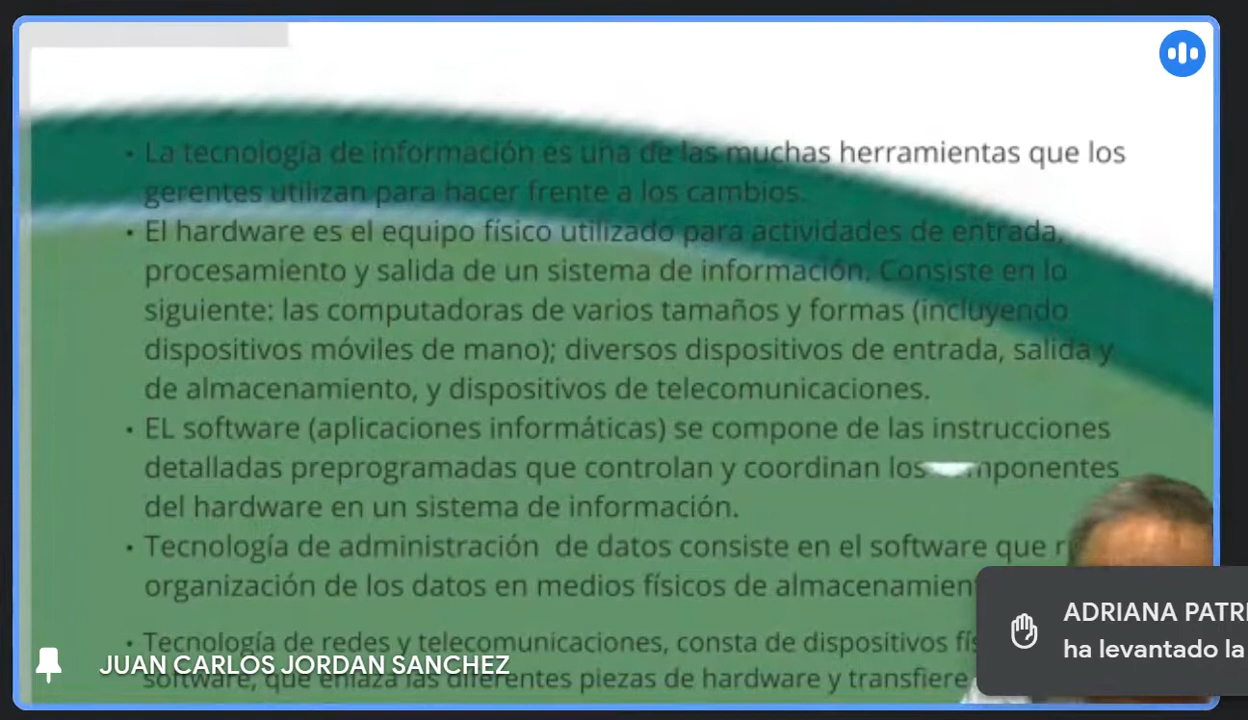 • La tecnología de información es una de las muchas herramientas que los
gerentes utilizan para hacer frente a los cambios.
• El hardware es el equipo físico utilizado para actividades de entrada,
procesamiento y salida de un sistema de información. Consiste en lo
siguiente: las computadoras de varios tamaños y formas (incluyendo
dispositivos móviles de mano); diversos dispositivos de entrada, salida y
de almacenamiento, y dispositivos de telecomunicaciones.
• EL software (aplicaciones informáticas) se compone de las instrucciones
detalladas preprogramadas que controlan y coordinan los
del hardware en un sistema de información.
• Tecnología de administración de datos consiste en el software que
organización de los datos en medios físicos de
• Tecnología de redes y telecomunicaciones, consta de dispositivos
software, que enlaza las diferentes piezas de hardware y transfiere
JUAN CARLOS JORDAN SANCHEZ
ADRIANA
ha levantado la